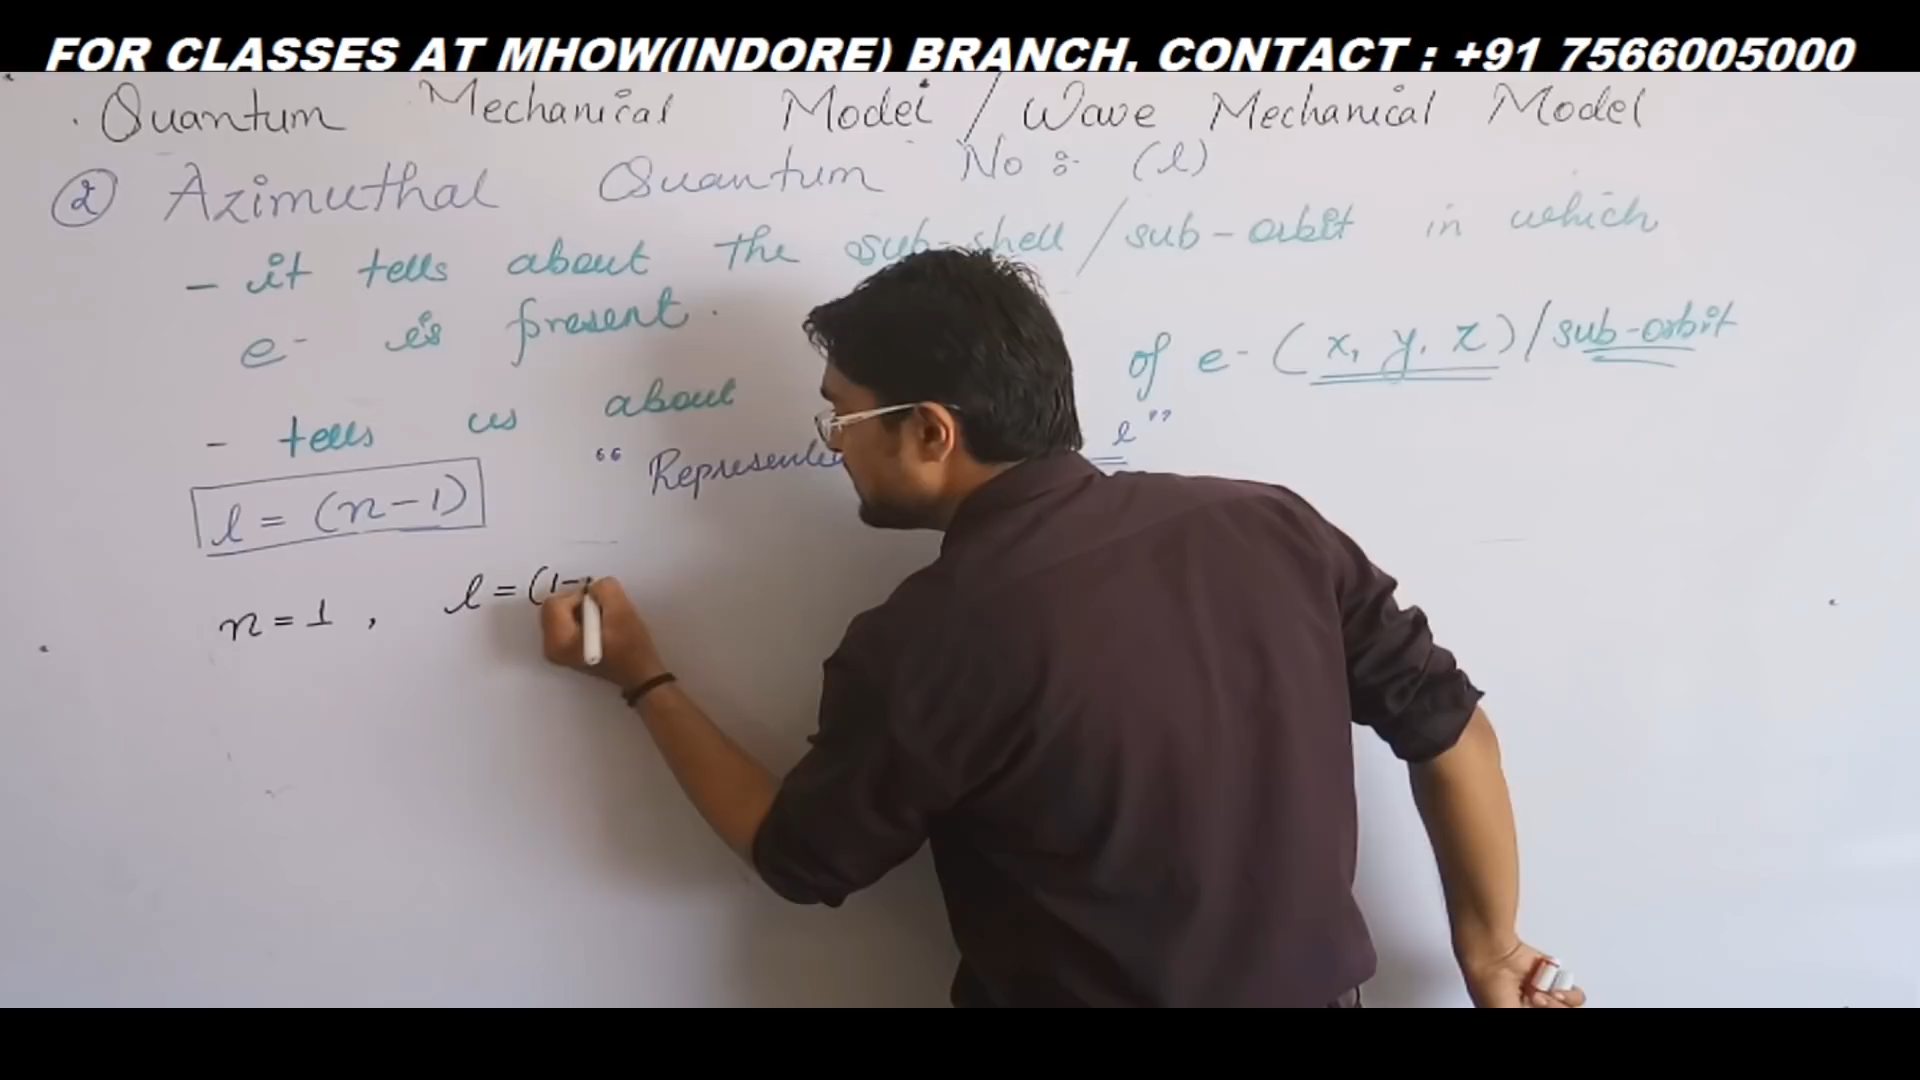 FOR CLASSES AT MHOW(INDORE) BRANCH, CONTACT : +91 7566005000
. Quantum Mechanical Model / Wave Mechanical Model
② Azimuthal Quantum No :- (l)
- it tells about the sub-shell / sub-orbit in which
e- is present.
- tells us about of e- (x, y, z) / sub-orbit
l = (n-1)
“ l ”
n = 1 , l = (1-